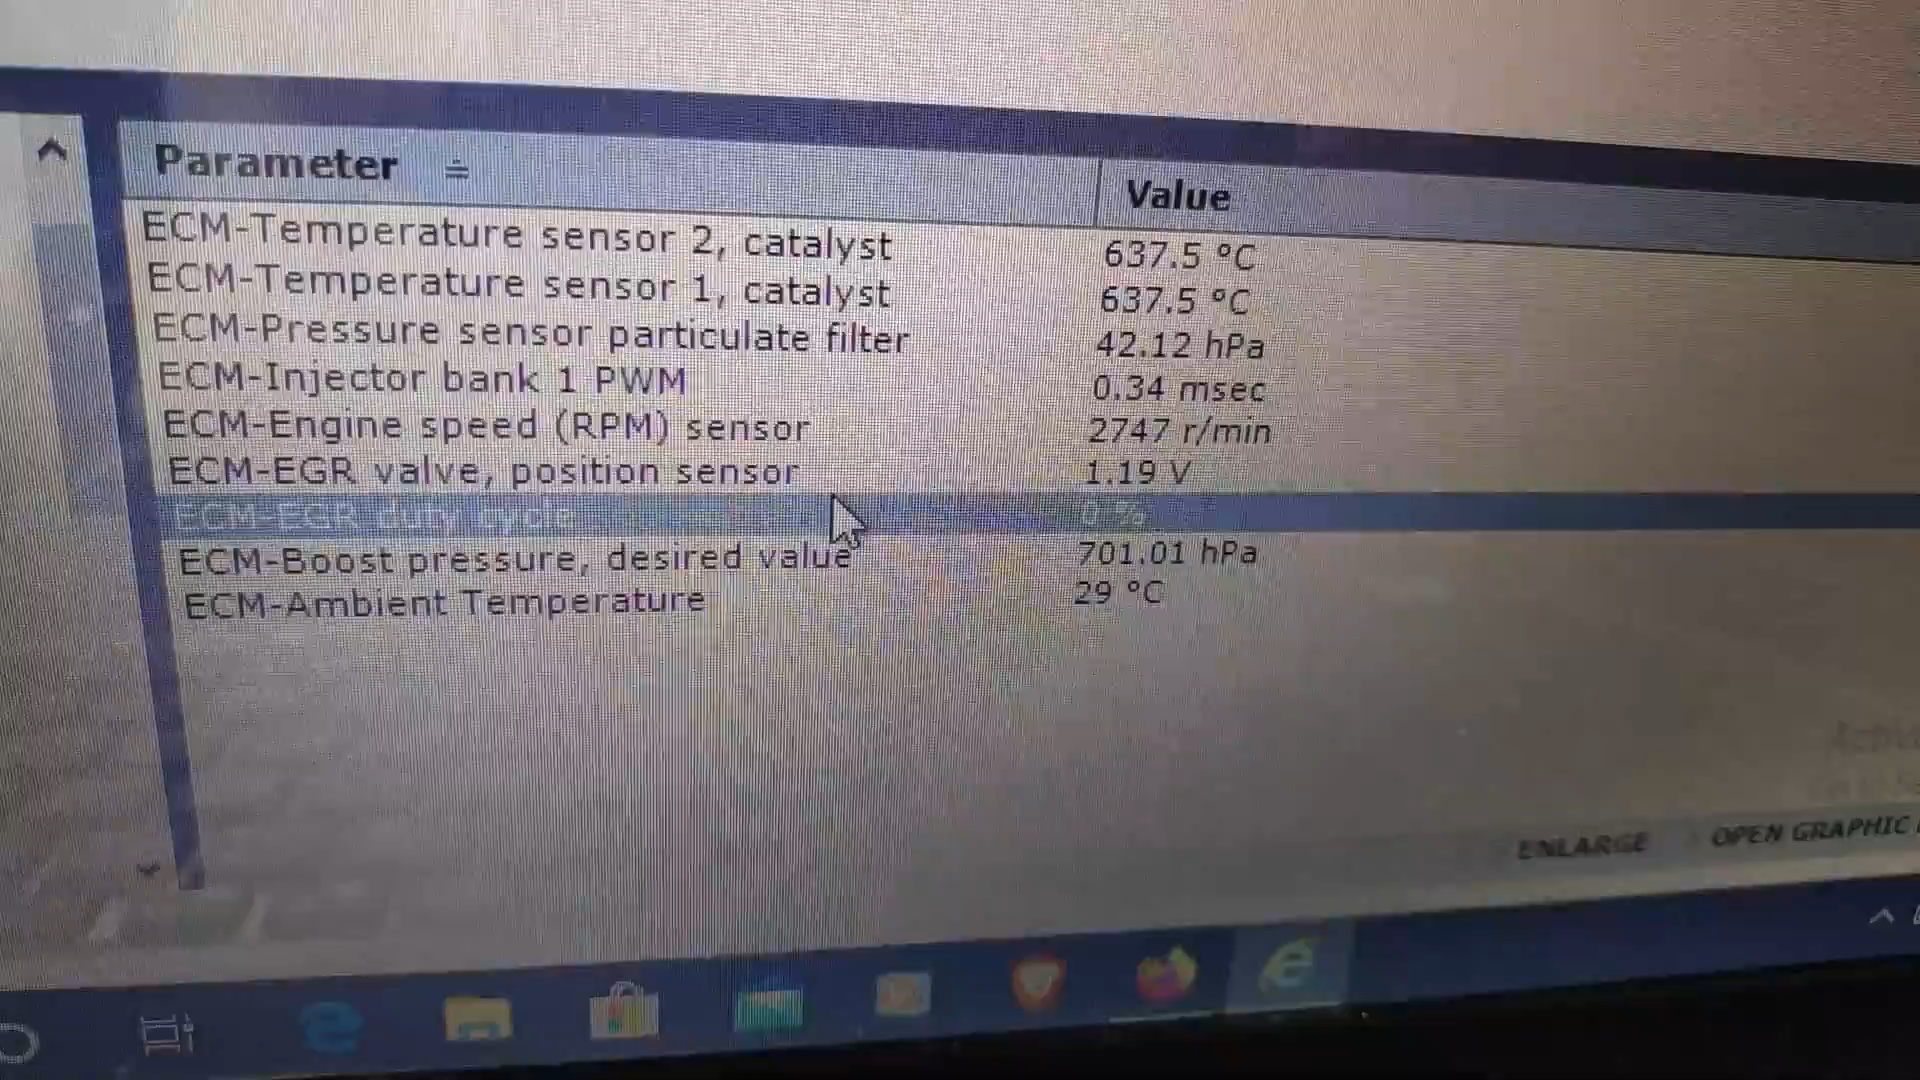 Parameter Value
ECM-Temperature sensor 2, catalyst 637.5 °C
ECM-Temperature sensor 1, catalyst 637.5 °C
ECM-Pressure sensor particulate filter 42.12 hPa
ECM-Injector bank 1 PWM 0.34 msec
ECM-Engine speed (RPM) sensor 2747 r/min
ECM-EGR valve, position sensor 1.19 V
ECM-EGR duty cycle 0 %
ECM-Boost pressure, desired value 701.01 hPa
ECM-Ambient Temperature 29 °C
ENLARGE OPEN GRAPHIC